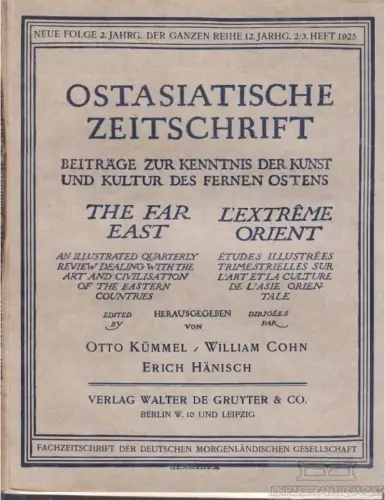 NEUE FOLGE 2. JAHRG. DER GANZEN REIHE 12. JARHG. 2/3. HEFT 1925
OSTASIATISCHE
ZEITSCHRIFT
BEITRÄGE ZUR KENNTNIS DER KUNST
UND KULTUR DES FERNEN OSTENS
THE FAR
EAST
AN ILLUSTRATED QUARTERLY
REVIEW DEALING WITH THE
ART AND CIVILISATION
OF THE EASTERN
COUNTRIES
L'EXTRÊME
ORIENT
ÉTUDES ILLUSTRÉES
TRIMESTRIELLES SUR
L'ART ET LA CULTURE
DE L'ASIE ORIEN-
TALE
EDITED
BY
HERAUSGEGEBEN
VON
DIRIGÉES
PAR
OTTO KÜMMEL / WILLIAM COHN
ERICH HÄNISCH
VERLAG WALTER DE GRUYTER & CO.
BERLIN W. 10 UND LEIPZIG
FACHZEITSCHRIFT DER DEUTSCHEN MORGENLÄNDISCHEN GESELLSCHAFT
LEIPZIGER ANTIQUARIAT